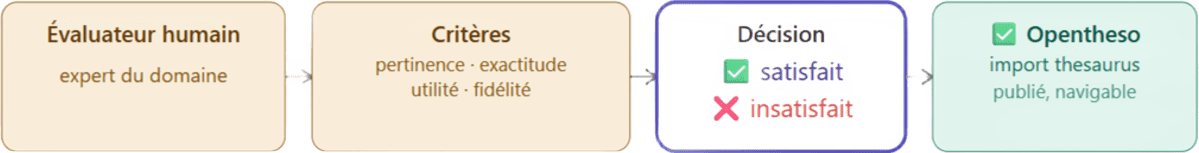 Évaluateur humain
expert du domaine
Critères
pertinence · exactitude
utilité · fidélité
Décision
✅ satisfait
❌ insatisfait
✅ Opentheso
import thesaurus
publié, navigable